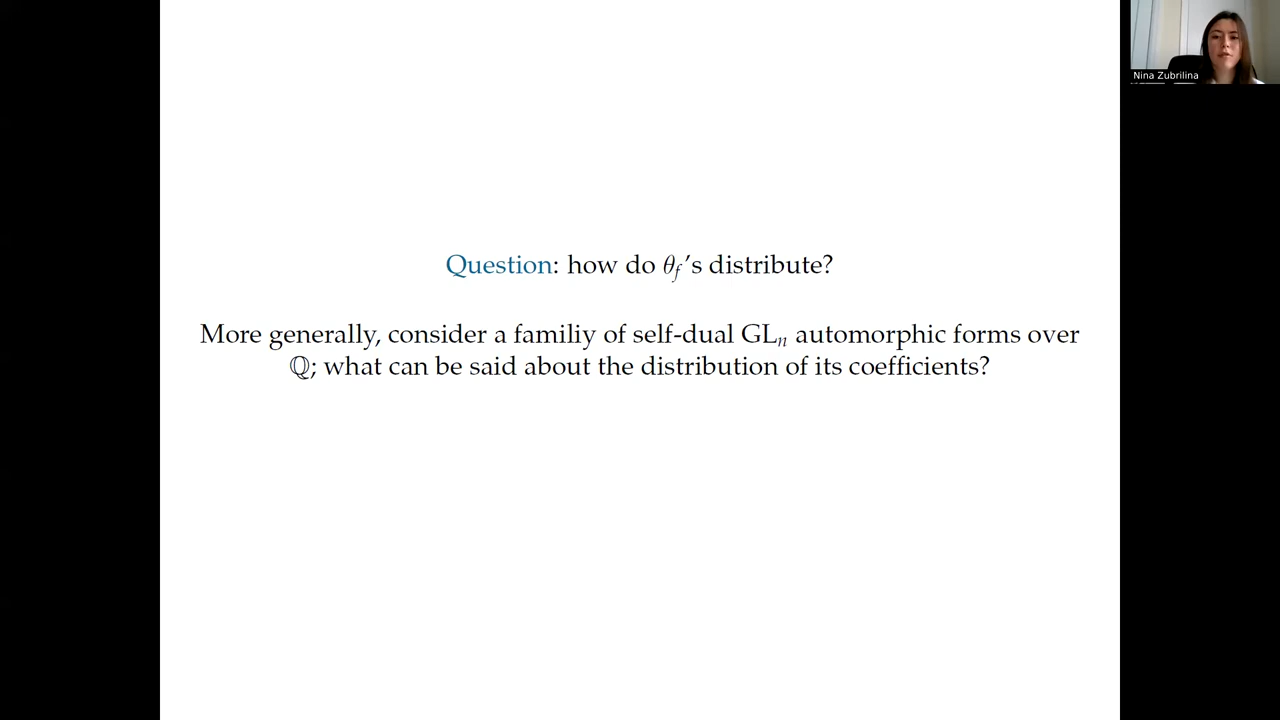 Nina Zubrilina
Question: how do θ_f's distribute?
More generally, consider a familiy of self-dual GL_n automorphic forms over
ℚ; what can be said about the distribution of its coefficients?